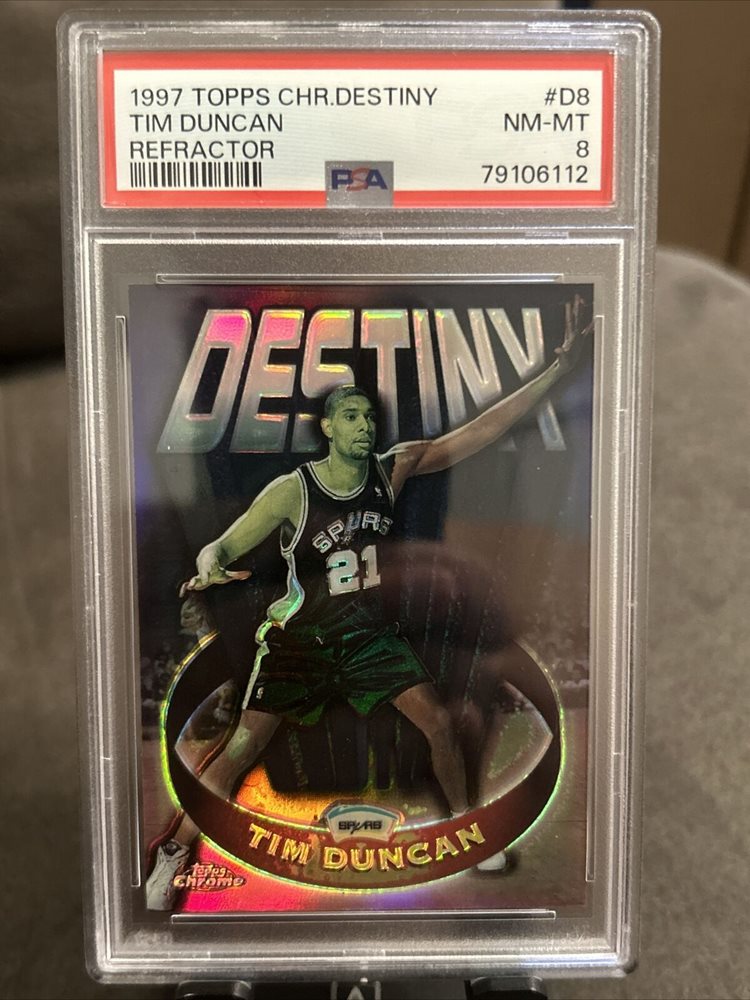 1997 TOPPS CHR.DESTINY #D8
TIM DUNCAN NM-MT
REFRACTOR 8
PSA 79106112
DESTINY
SPURS
21
SPURS
TIM DUNCAN
Topps
Chrome